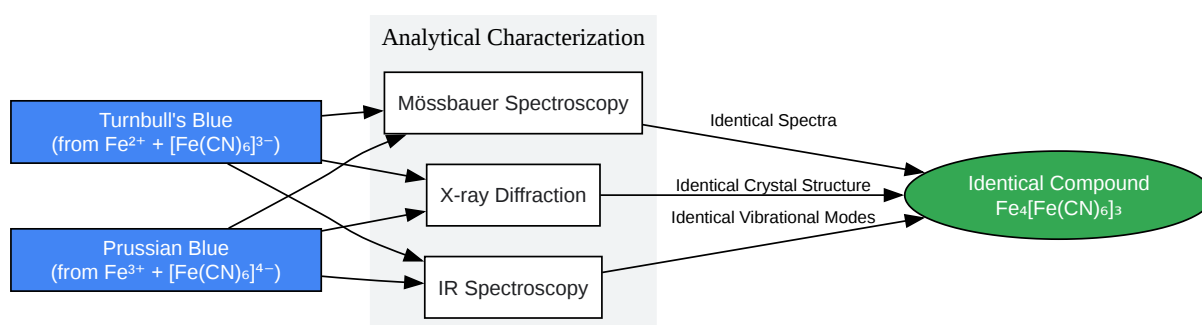 Analytical Characterization
Turnbull's Blue
(from Fe²⁺ + [Fe(CN)₆]³⁻)
Prussian Blue
(from Fe³⁺ + [Fe(CN)₆]⁴⁻)
Mössbauer Spectroscopy
X-ray Diffraction
IR Spectroscopy
Identical Spectra
Identical Crystal Structure
Identical Vibrational Modes
Identical Compound
Fe₄[Fe(CN)₆]₃